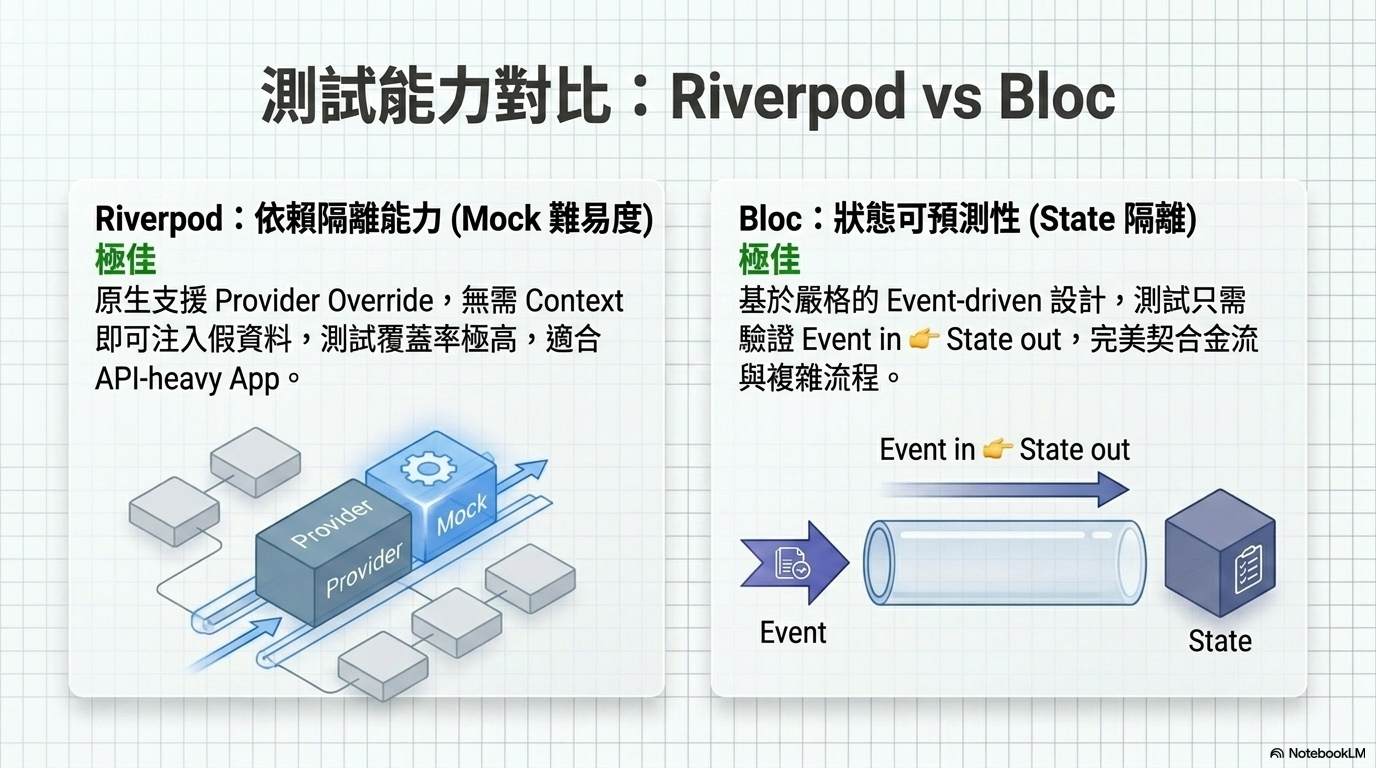 測試能力對比：Riverpod vs Bloc
Riverpod：依賴隔離能力 (Mock 難易度)
極佳
原生支援 Provider Override，無需 Context
即可注入假資料，測試覆蓋率極高，適合
API-heavy App。
Provider
Provider
Mock
Bloc：狀態可預測性 (State 隔離)
極佳
基於嚴格的 Event-driven 設計，測試只需
驗證 Event in 👉 State out，完美契合金流
與複雜流程。
Event in 👉 State out
Event
State
NotebookLM